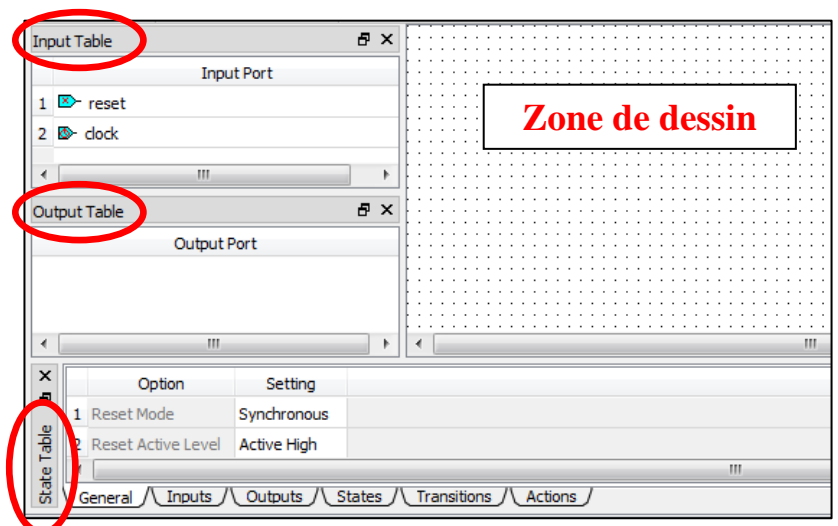 Input Table
Input Port
1 reset
2 clock
Zone de dessin
Output Table
Output Port
State Table
Option Setting
1 Reset Mode Synchronous
2 Reset Active Level Active High
General Inputs Outputs States Transitions Actions